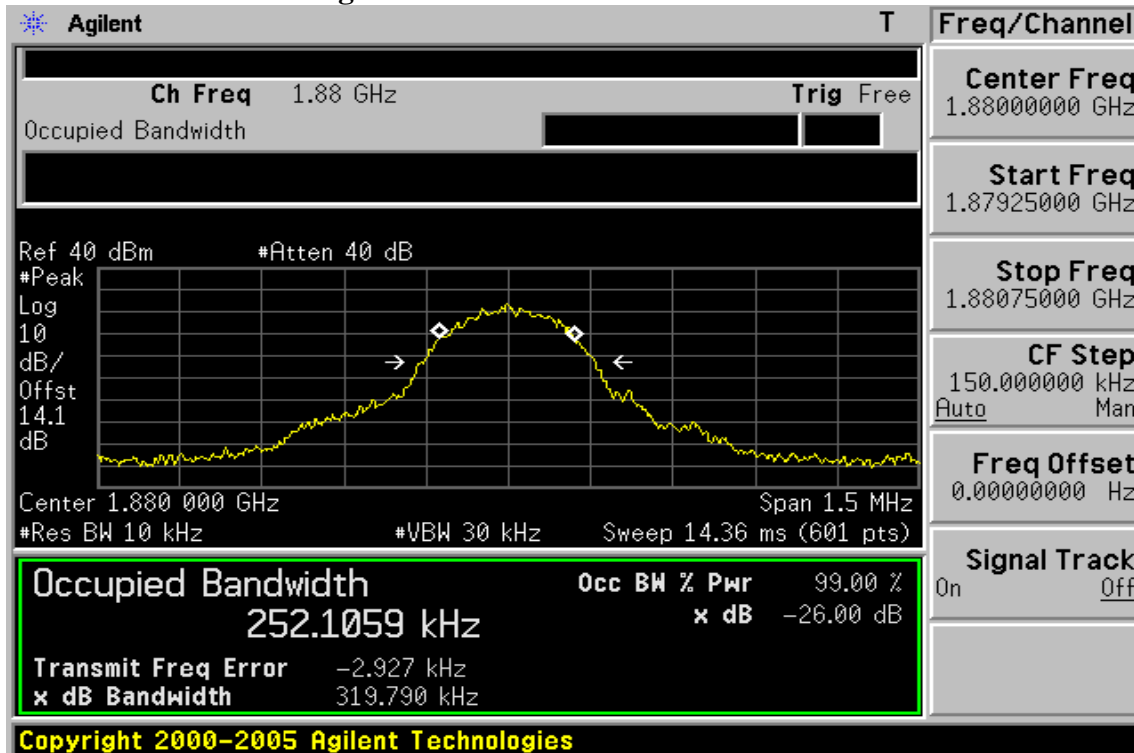 Agilent T
Freq/Channel
Ch Freq 1.88 GHz Trig Free
Occupied Bandwidth
Center Freq
1.88000000 GHz
Start Freq
1.87925000 GHz
Stop Freq
1.88075000 GHz
CF Step
150.000000 kHz
Auto Man
Freq Offset
0.00000000 Hz
Signal Track
On Off
Ref 40 dBm #Atten 40 dB
#Peak
Log
10
dB/
Offst
14.1
dB
Center 1.880 000 GHz Span 1.5 MHz
#Res BW 10 kHz #VBW 30 kHz Sweep 14.36 ms (601 pts)
Occupied Bandwidth Occ BW % Pwr 99.00 %
252.1059 kHz x dB -26.00 dB
Transmit Freq Error -2.927 kHz
x dB Bandwidth 319.790 kHz
Copyright 2000-2005 Agilent Technologies